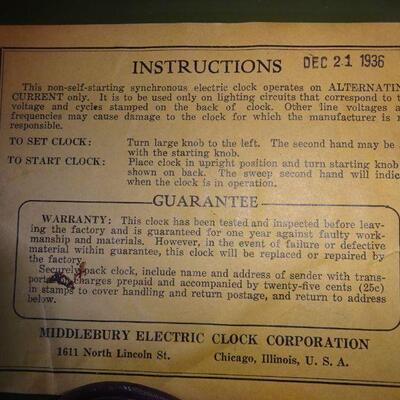 INSTRUCTIONS
DEC 21 1936
This non-self-starting synchronous electric clock operates on ALTERNATIN
CURRENT only. It is to be used only on lighting circuits that correspond to t
voltage and cycles stamped on the back of clock. Other line voltages a
frequencies may cause damage to the clock for which the manufacturer is n
responsible.
TO SET CLOCK: Turn large knob to the left. The second hand may be
with the starting knob.
TO START CLOCK: Place clock in upright position and turn starting knob
shown on back. The sweep second hand will indic
when the clock is in operation.
GUARANTEE
WARRANTY: This clock has been tested and inspected before leav-
ing the factory and is guaranteed for one year against faulty work-
manship and materials. However, in the event of failure or defective
material within guarantee, this clock will be replaced or repaired by
the factory.
Securely pack clock, include name and address of sender with trans-
charges prepaid and accompanied by twenty-five cents (25c)
in stamps to cover handling and return postage, and return to address
below.
MIDDLEBURY ELECTRIC CLOCK CORPORATION
1611 North Lincoln St. Chicago, Illinois, U. S. A.